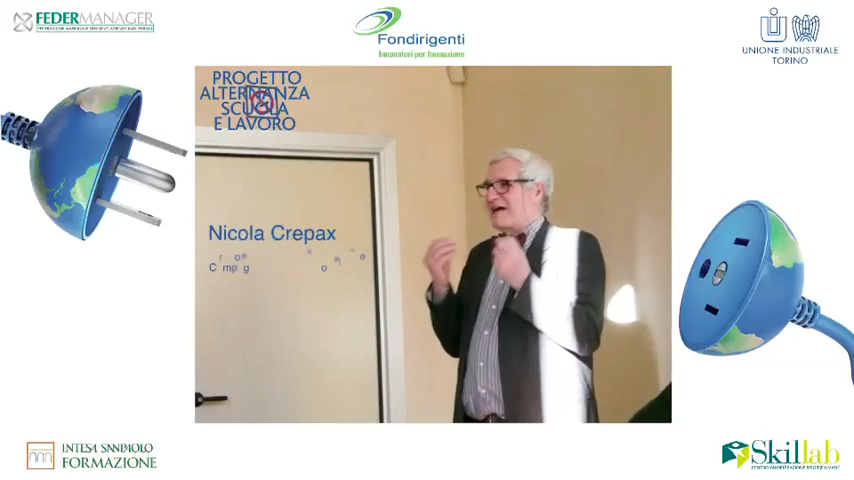 FEDERMANAGER
Fondirigenti
Innovatori per formazione
UNIONE INDUSTRIALE
TORINO
PROGETTO
ALTERNANZA
SCUOLA
E LAVORO
Nicola Crepax
INTESA SANPAOLO
FORMAZIONE
Skillab